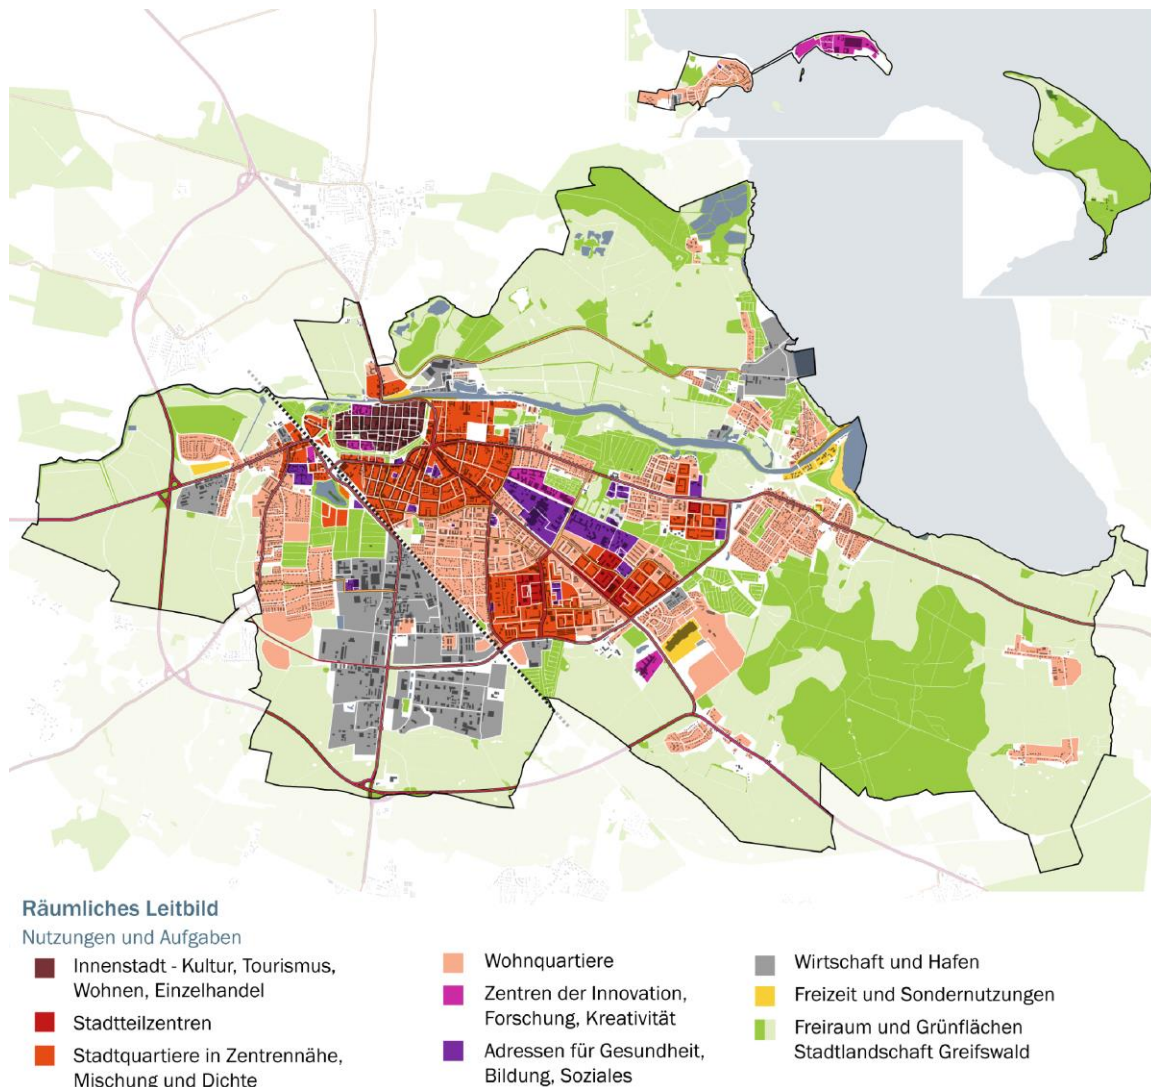 Räumliches Leitbild
Nutzungen und Aufgaben
Innenstadt - Kultur, Tourismus,
Wohnen, Einzelhandel
Stadtteilzentren
Stadtquartiere in Zentrennähe,
Mischung und Dichte
Wohnquartiere
Zentren der Innovation,
Forschung, Kreativität
Adressen für Gesundheit,
Bildung, Soziales
Wirtschaft und Hafen
Freizeit und Sondernutzungen
Freiraum und Grünflächen
Stadtlandschaft Greifswald